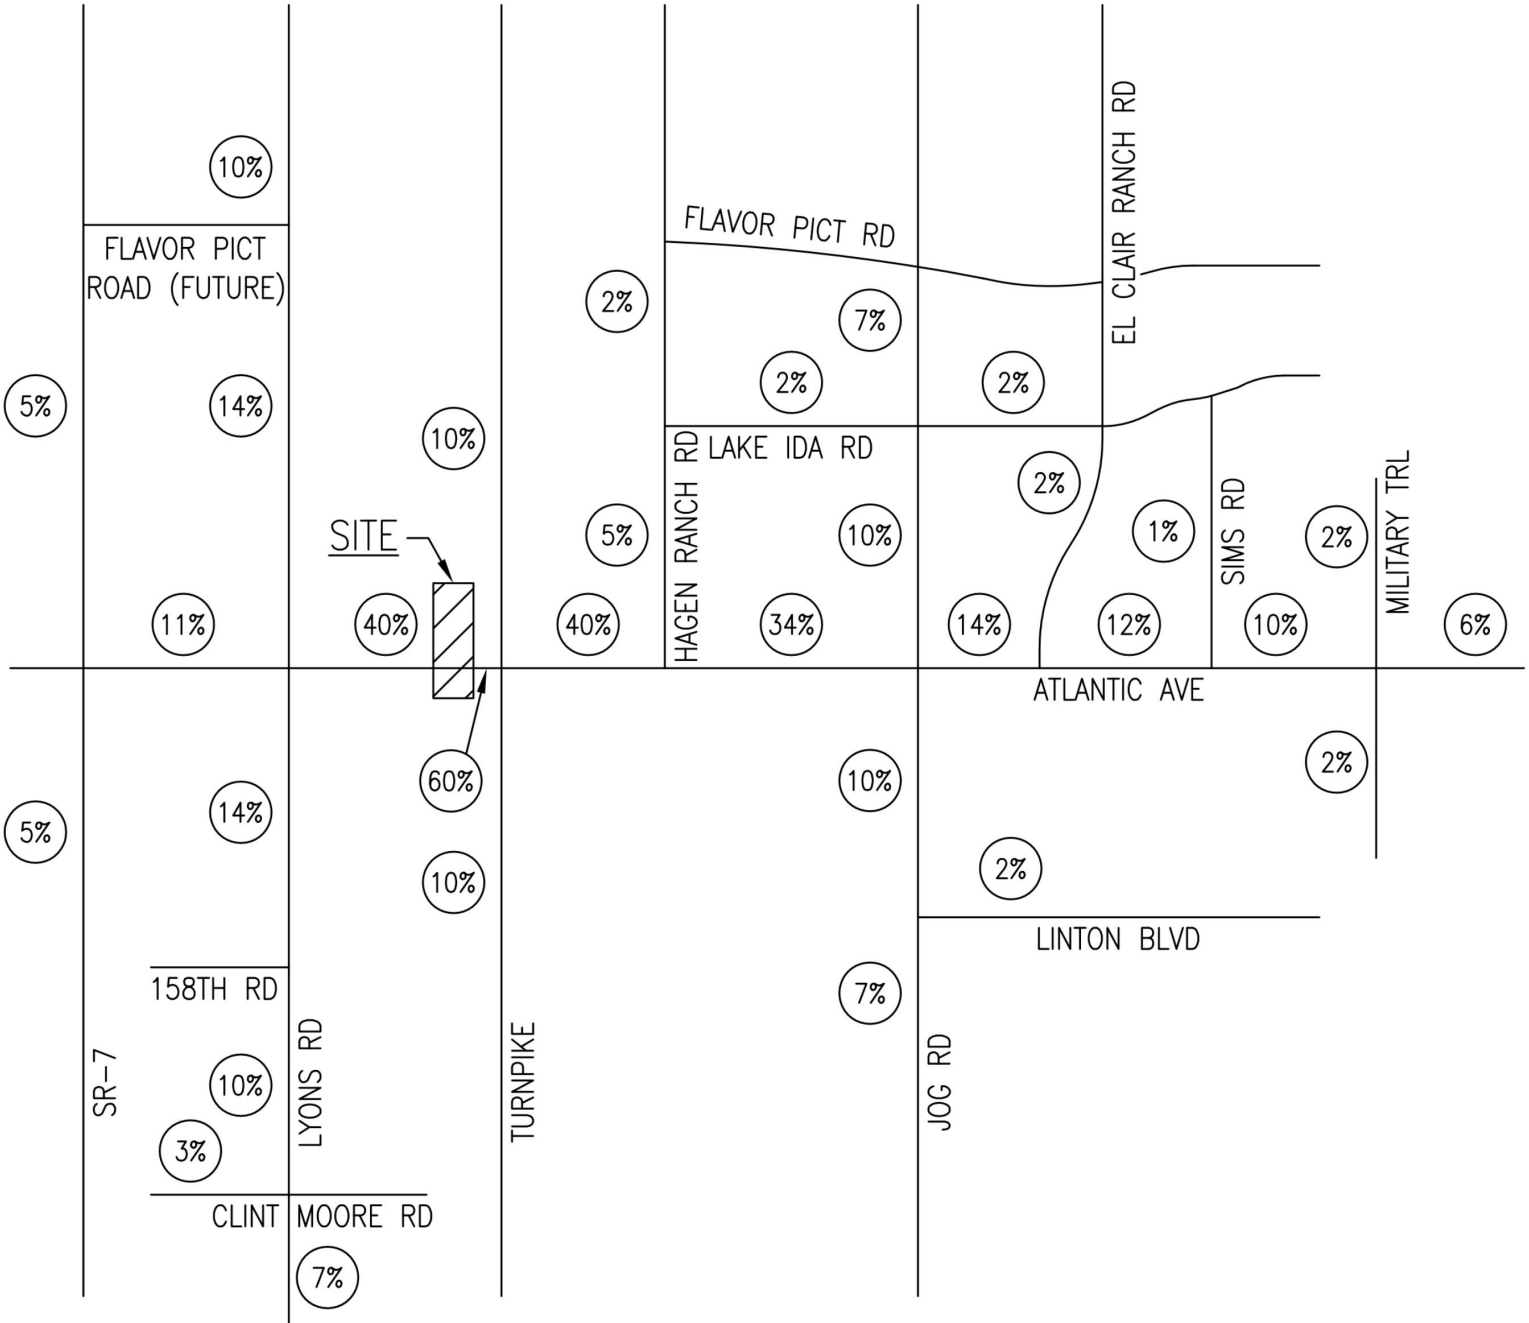 EL CLAIR RANCH RD
10%
FLAVOR PICT RD
FLAVOR PICT
ROAD (FUTURE)
2%
7%
2%
2%
5%
14%
10%
LAKE IDA RD
HAGEN RANCH RD
2%
SITE
5%
10%
1%
SIMS RD
2%
MILITARY TRL
11%
40%
40%
34%
14%
12%
10%
6%
ATLANTIC AVE
60%
10%
2%
14%
5%
10%
2%
LINTON BLVD
158TH RD
7%
SR-7
LYONS RD
TURNPIKE
JOG RD
10%
3%
CLINT MOORE RD
7%